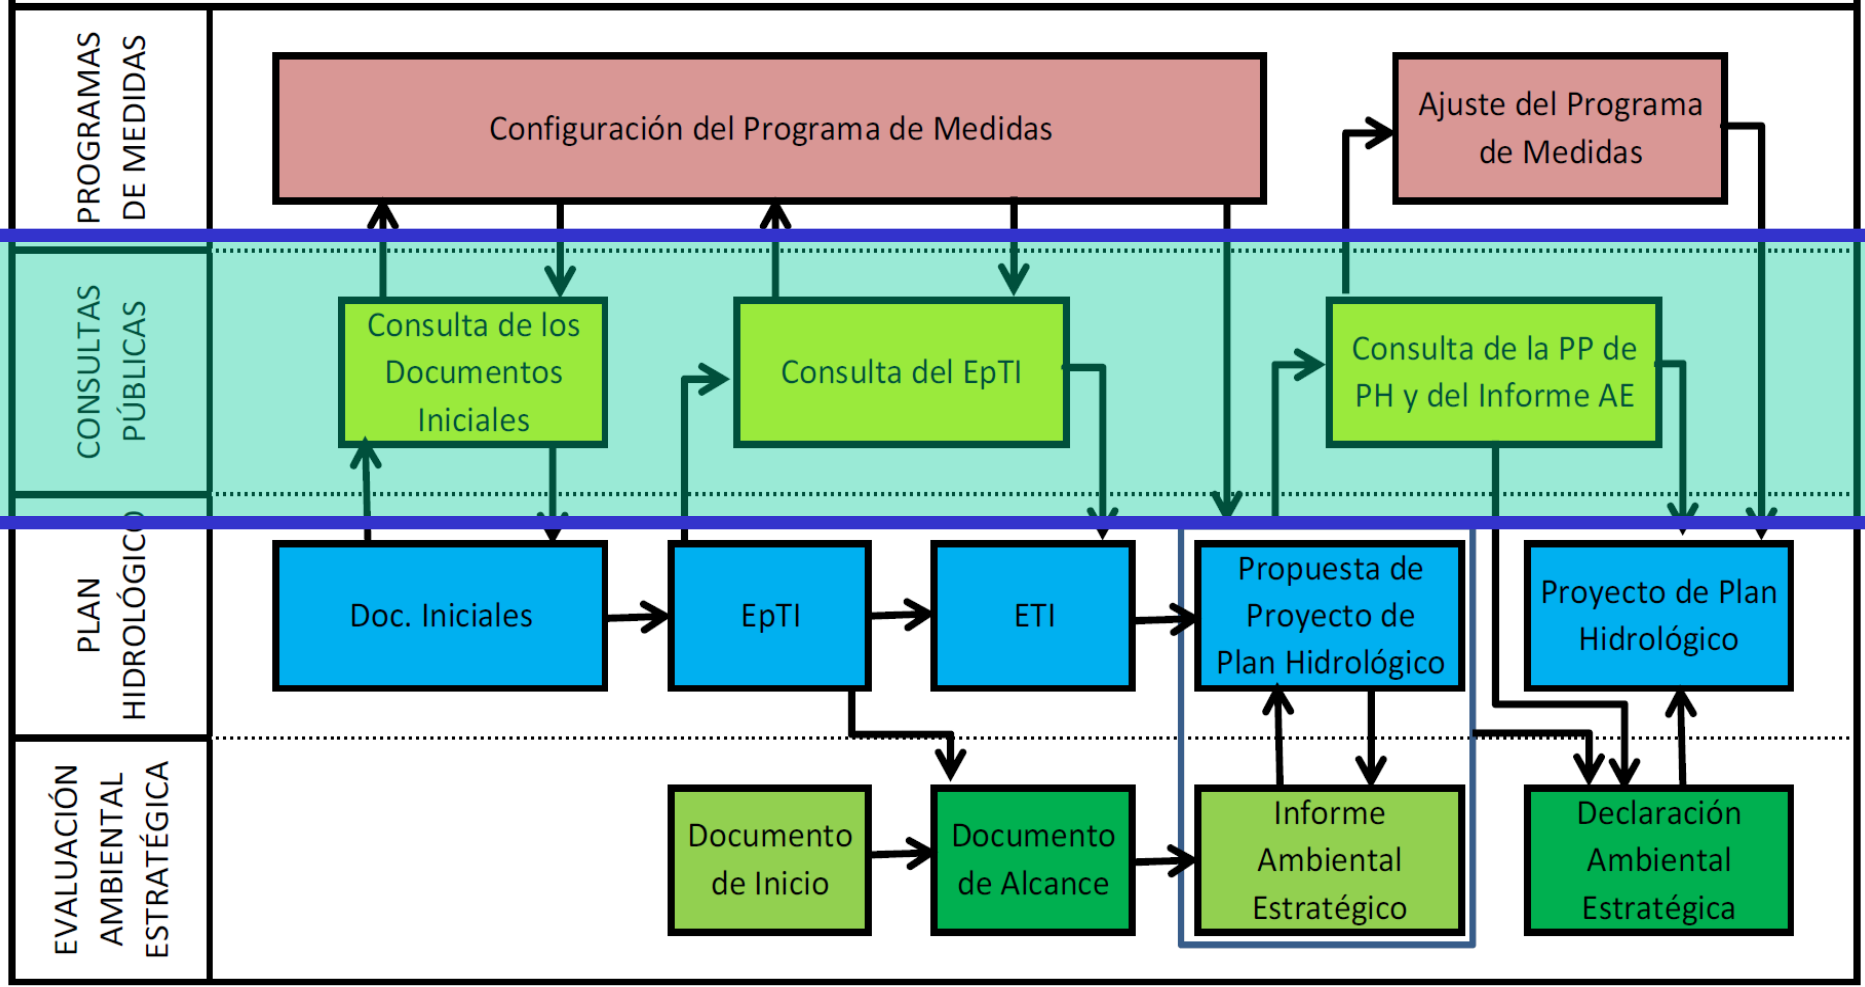 PROGRAMAS
DE MEDIDAS
Configuración del Programa de Medidas
Ajuste del Programa
de Medidas
CONSULTAS
PÚBLICAS
Consulta de los
Documentos
Iniciales
Consulta del EpTI
Consulta de la PP de
PH y del Informe AE
PLAN
HIDROLÓGICO
Doc. Iniciales
EpTI
ETI
Propuesta de
Proyecto de
Plan Hidrológico
Proyecto de Plan
Hidrológico
EVALUACIÓN
AMBIENTAL
ESTRATÉGICA
Documento
de Inicio
Documento
de Alcance
Informe
Ambiental
Estratégico
Declaración
Ambiental
Estratégica